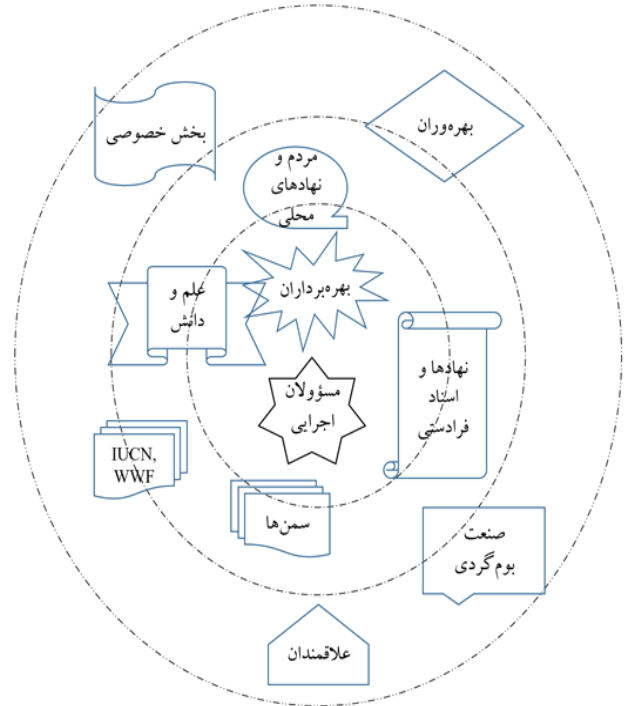 بهره‌وران
بخش خصوصی
مردم و
نهادهای
محلی
بهره‌برداران
علم و
دانش
نهادها و
اسناد
فرادستی
مسؤولان
اجرایی
IUCN,
WWF
سمن‌ها
صنعت
بوم‌گردی
علاقمندان